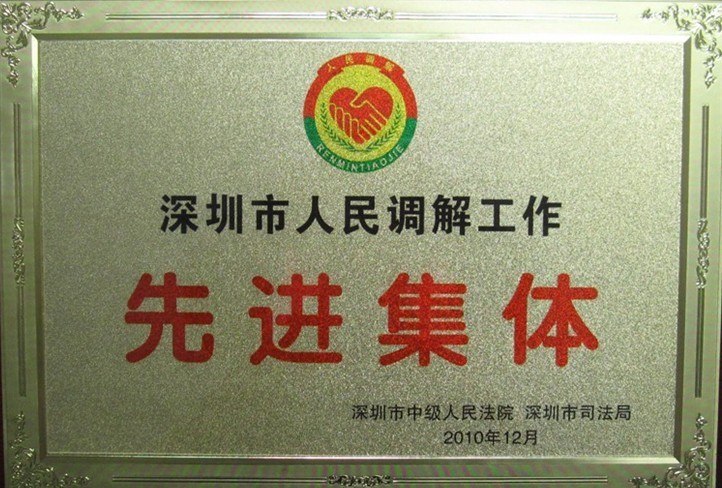 人民调解
RENMINTIAOJIE
深圳市人民调解工作
先进集体
深圳市中级人民法院 深圳市司法局
2010年12月